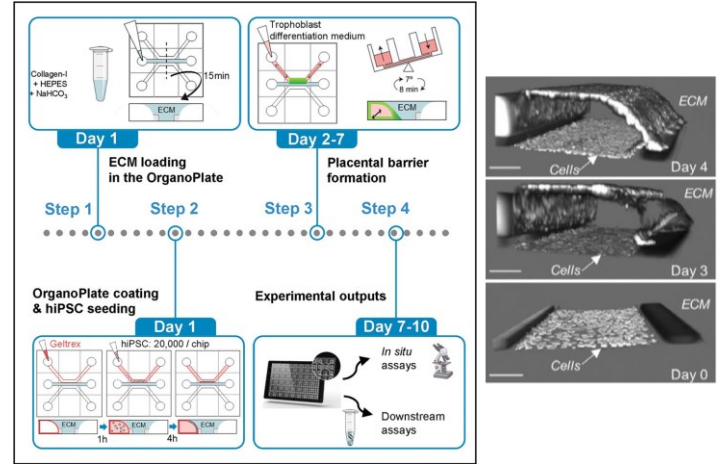 Collagen-I
+ HEPES
+ NaHCO3
15min
ECM
Day 1
ECM loading
in the OrganoPlate
Trophoblast
differentiation medium
7°
8 min
ECM
Day 2-7
Placental barrier
formation
Step 1
Step 2
Step 3
Step 4
OrganoPlate coating
& hiPSC seeding
Day 1
Geltrex
hiPSC: 20,000 / chip
ECM
ECM
ECM
1h
4h
Experimental outputs
Day 7-10
In situ
assays
Downstream
assays
ECM
Cells
Day 4
ECM
Cells
Day 3
ECM
Cells
Day 0